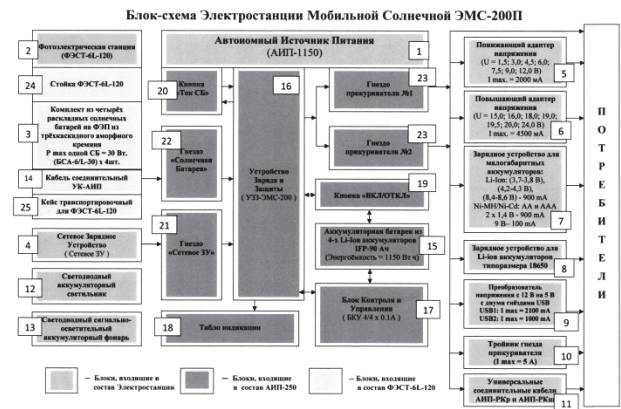 Блок-схема Электростанции Мобильной Солнечной ЭМС-200П
2
Фотоэлектрическая станция
(ФЭСТ-6L-120)
24
Стойка ФЭСТ-6L-120
3
Комплект из четырёх
раскладных солнечных
батарей на ФЭП из
трёхкаскадного аморфного
кремния
P max одной СБ = 30 Вт.
(БСА-6/L-30) x 4шт.
14
Кабель соединительный
УК-АИП
25
Кейс транспортировочный
для ФЭСТ-6L-120
4
Сетевое Зарядное
Устройство
(Сетевое ЗУ)
12
Светодиодный
аккумуляторный
светильник
13
Светодиодный сигнально-
осветительный
аккумуляторный фонарь
Автономный Источник Питания
(АИП-1150)
1
20
Кнопка
«Ток СБ»
22
Гнездо
«Солнечная
Батарея»
21
Гнездо
«Сетевое ЗУ»
18
Табло индикации
16
Устройство
Заряда и
Защиты
(УЗЗ-ЭМС-200)
23
Гнездо
прикуривателя №1
23
Гнездо
прикуривателя №2
19
Кнопка «ВКЛ/ОТКЛ»
Аккумуляторная батарея из
4-х Li-Ion аккумуляторов
IFP-90 Ач
(Энергоёмкость = 1150 Вт ч)
15
Блок Контроля и
Управления
(БКУ 4/4 x 0.1А)
17
Понижающий адаптер
напряжения
(U = 1,5; 3,0; 4,5; 6,0;
7,5; 9,0; 12,0 В)
I max. = 2000 мА
5
Повышающий адаптер
напряжения
(U = 15,0; 16,0; 18,0; 19,0;
19,5; 20,0; 24,0 В)
I max. = 4500 мА
6
Зарядное устройство для
малогабаритных
аккумуляторов:
Li-Ion: (3,7-3,8 В),
(4,2-4,3 В),
(8,4-8,6 В) - 900 mA
Ni-MH/Ni-Cd: AA и AAA
2 x 1,4 В - 900 mA
9 В– 100 mA
7
Зарядное устройство для
Li-ion аккумуляторов
типоразмера 18650
8
Преобразователь
напряжения с 12 В на 5 В
с двумя гнёздами USB
USB1: I max = 2100 mA
USB2: I max = 1000 mA
9
Тройник гнезда
прикуривателя
(I max = 5 А)
10
Универсальные
соединительные кабели
АИП-РКр и АИП-РКш
11
ПОТРЕБИТЕЛИ
– Блоки, входящие в
состав Электростанции
– Блоки, входящие в
состав АИП-250
– Блоки, входящие в
состав ФЭСТ-6L-120